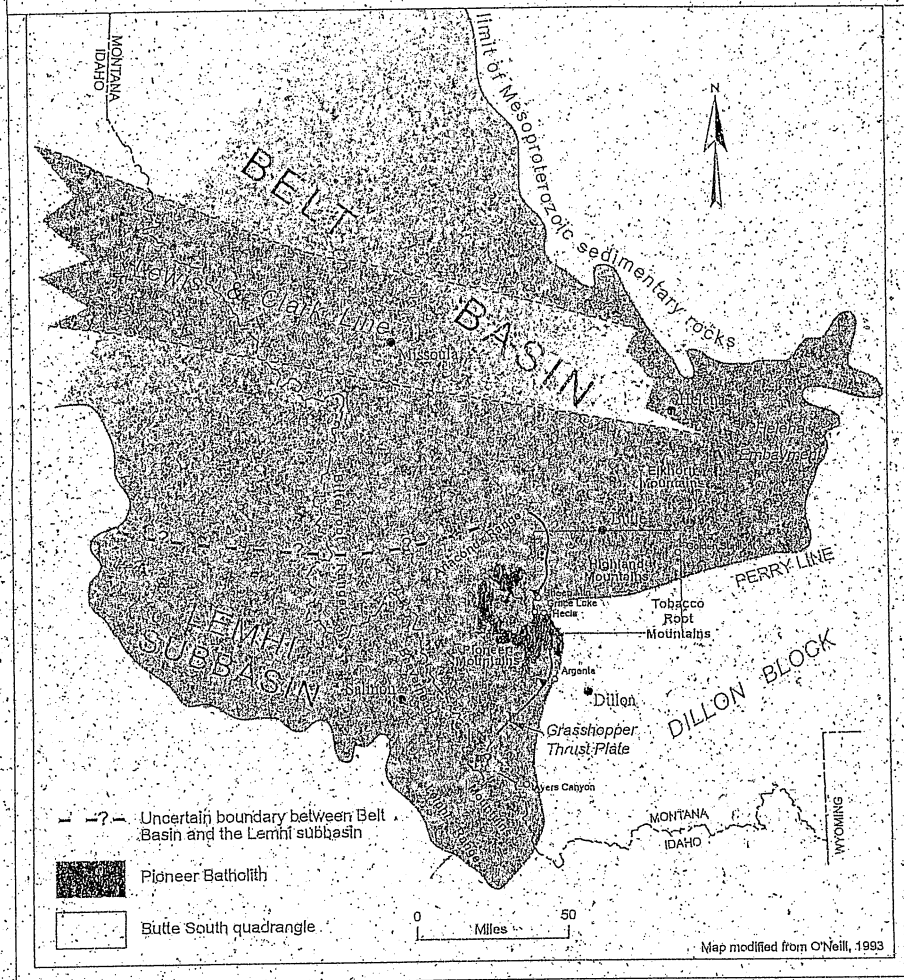 MONTANA
IDAHO
limit of Mesoproterozoic sedimentary rocks
N
BELT
BASIN
Lewis & Clark Line
Missoula
Helena
Helena
Embayment
Elkhorn
Mountains
Butte
Highland
Mountains
PERRY LINE
Anaconda Range
Bitterroot Range
Grace Lake
Hecla
Tobacco
Root
Mountains
LEMHI
SUBBASIN
Pioneer
Mountains
Argenta
Salmon
Dillon
DILLON BLOCK
Grasshopper
Thrust Plate
Ayers Canyon
MONTANA
IDAHO
WYOMING
– –?– Uncertain boundary between Belt
Basin and the Lemhi subbasin
Pioneer Batholith
Butte South quadrangle
0 50
Miles
Map modified from O'Neill, 1993